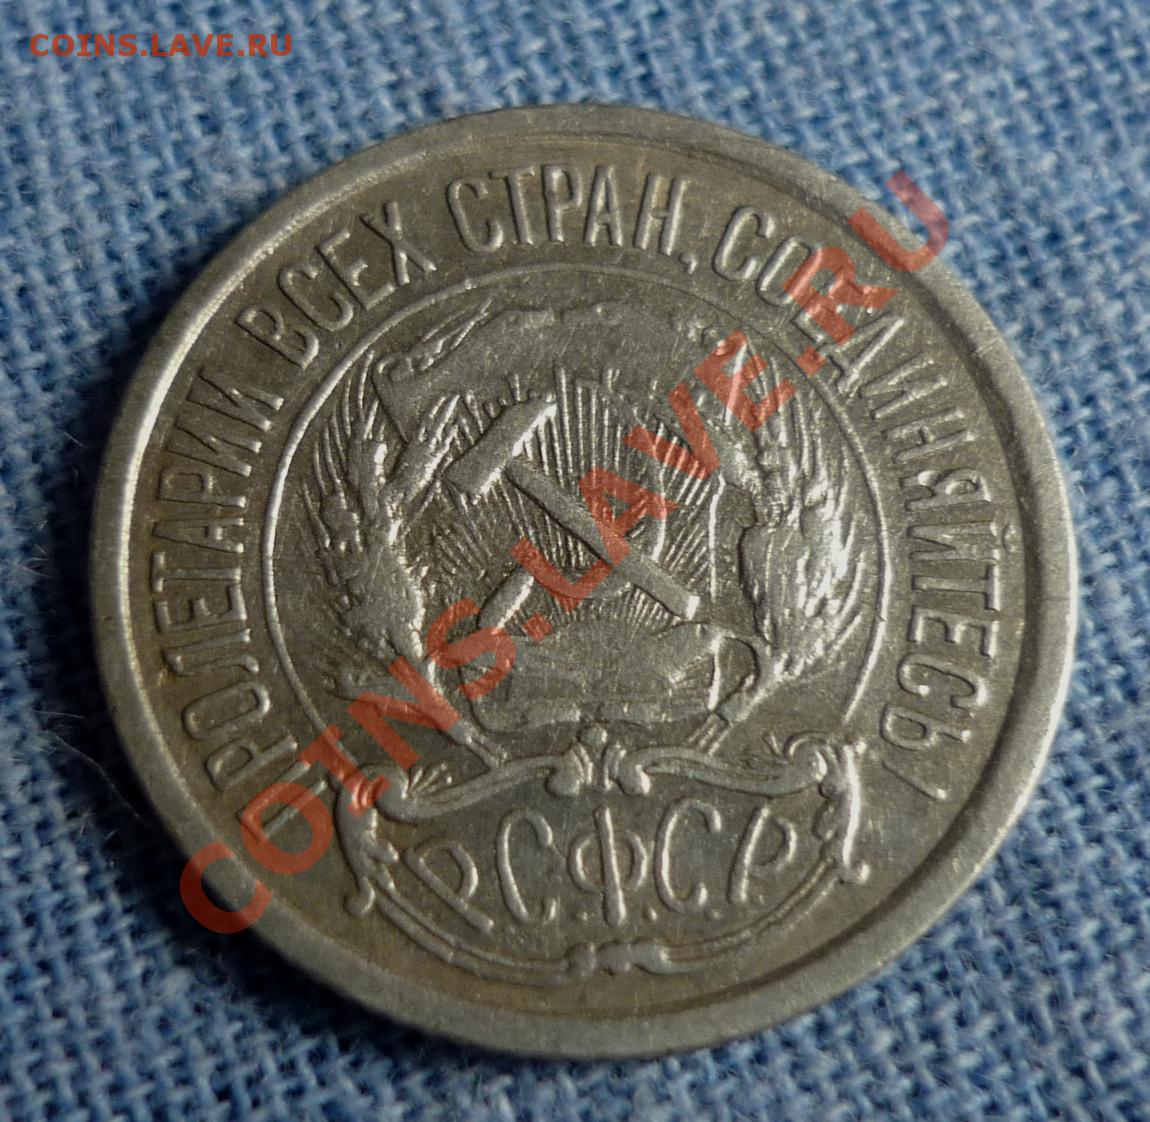 COINS.LAVE.RU
ПРОЛЕТАРИИ ВСЕХ СТРАН, СОЕДИНЯЙТЕСЬ!
Р.С.Ф.С.Р.
COINS.LAVE.RU